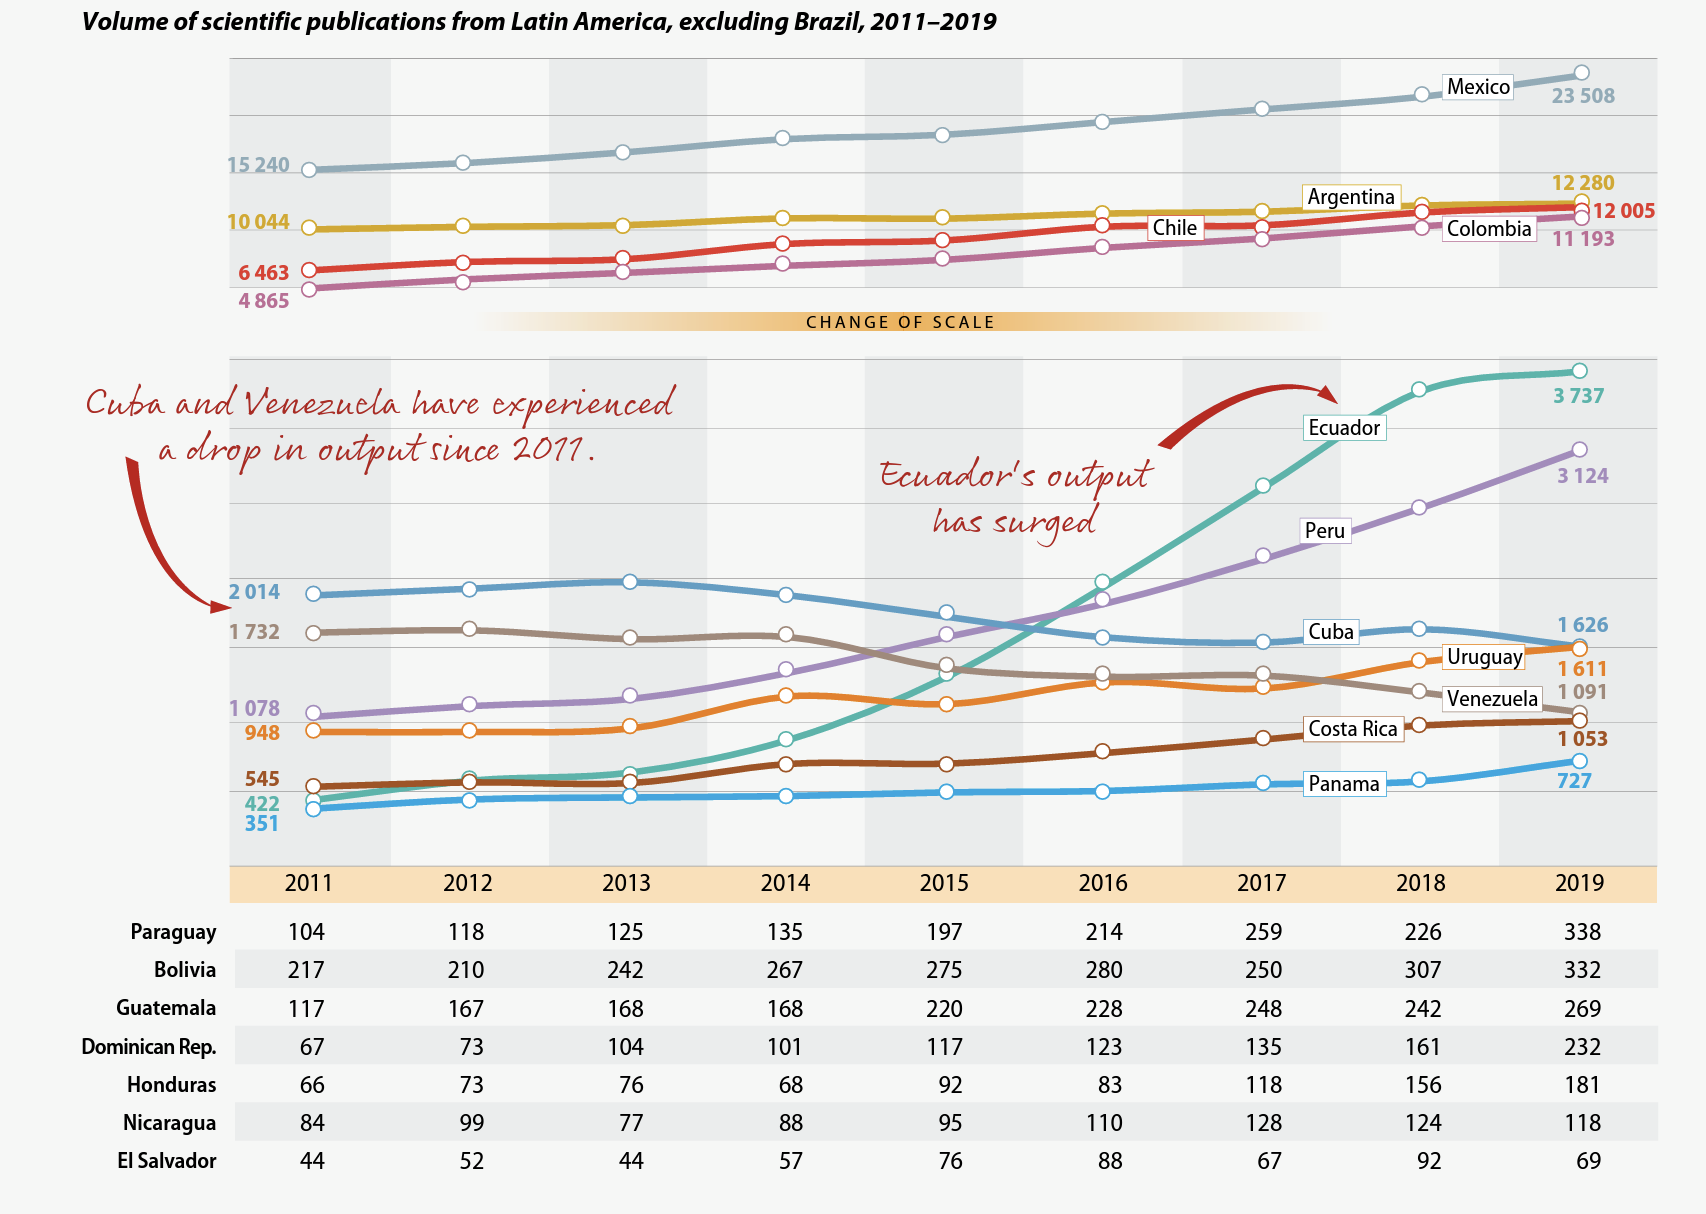 Volume of scientific publications from Latin America, excluding Brazil, 2011–2019
Mexico
23 508
15 240
12 280
Argentina
10 044
12 005
Chile
Colombia
11 193
6 463
4 865
CHANGE OF SCALE
Cuba and Venezuela have experienced
a drop in output since 2011.
3 737
Ecuador
Ecuador's output
has surged
3 124
Peru
2 014
1 732
Cuba
1 626
Uruguay
1 611
1 091
Venezuela
1 078
948
Costa Rica
1 053
545
422
351
Panama
727
2011 2012 2013 2014 2015 2016 2017 2018 2019
Paraguay 104 118 125 135 197 214 259 226 338
Bolivia 217 210 242 267 275 280 250 307 332
Guatemala 117 167 168 168 220 228 248 242 269
Dominican Rep. 67 73 104 101 117 123 135 161 232
Honduras 66 73 76 68 92 83 118 156 181
Nicaragua 84 99 77 88 95 110 128 124 118
El Salvador 44 52 44 57 76 88 67 92 69